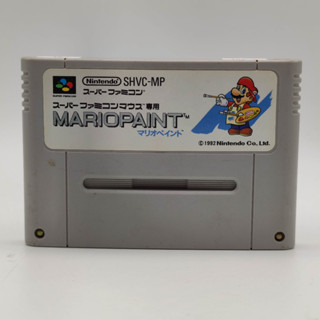 Nintendo SHVC-MP
スーパーファミコン
スーパーファミコンマウス専用
MARIOPAINT™
マリオペイント
©1992 Nintendo Co., Ltd.